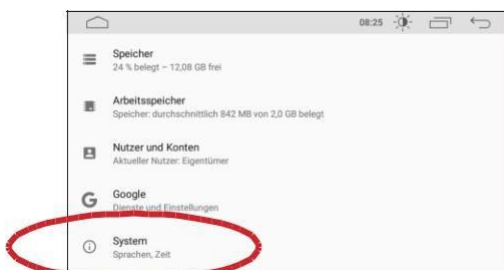 08:25
Speicher
24 % belegt – 12,08 GB frei
Arbeitsspeicher
Speicher: durchschnittlich 842 MB von 2,0 GB belegt
Nutzer und Konten
Aktueller Nutzer: Eigentümer
G Google
Dienste und Einstellungen
System
Sprachen, Zeit